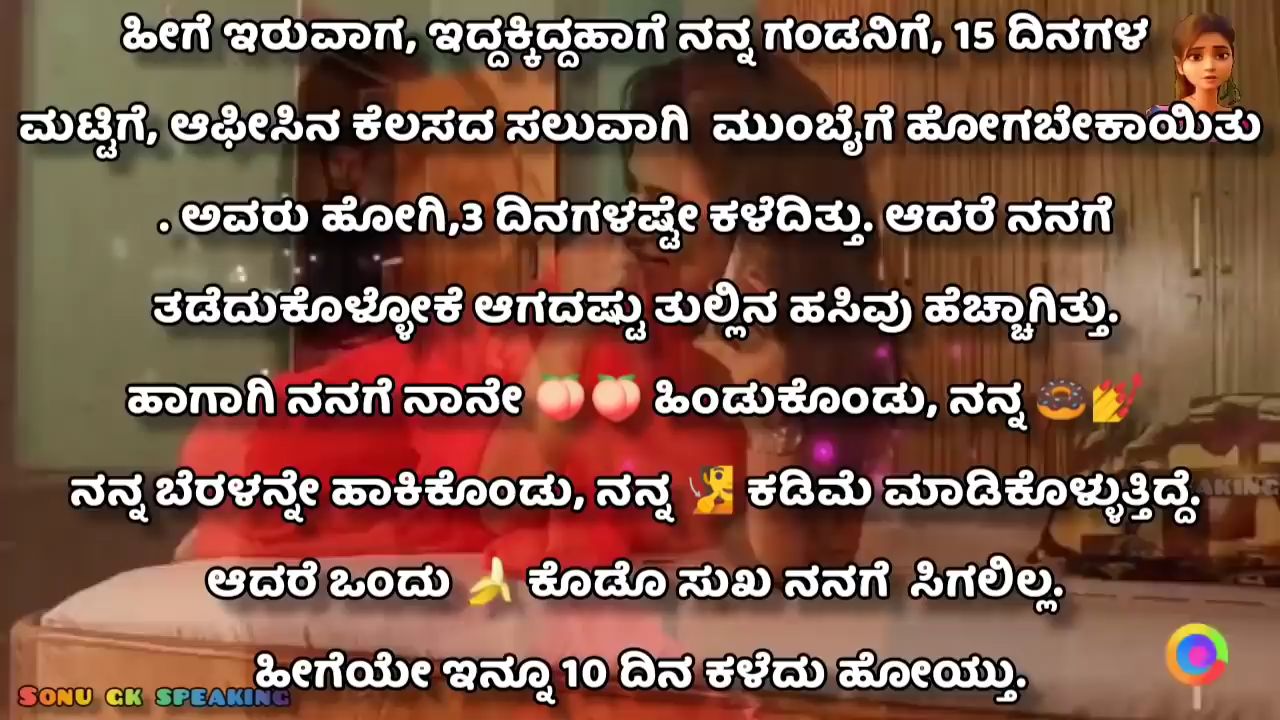 ಹೀಗೆ ಇರುವಾಗ, ಇದ್ದಕ್ಕಿದ್ದಹಾಗೆ ನನ್ನ ಗಂಡನಿಗೆ, 15 ದಿನಗಳ
ಮಟ್ಟಿಗೆ, ಆಫೀಸಿನ ಕೆಲಸದ ಸಲುವಾಗಿ ಮುಂಬೈಗೆ ಹೋಗಬೇಕಾಯಿತು
. ಅವರು ಹೋಗಿ,3 ದಿನಗಳಷ್ಟೇ ಕಳೆದಿತ್ತು. ಆದರೆ ನನಗೆ
ತಡೆದುಕೊಳ್ಳೋಕೆ ಆಗದಷ್ಟು ತುಲ್ಲಿನ ಹಸಿವು ಹೆಚ್ಚಾಗಿತ್ತು.
ಹಾಗಾಗಿ ನನಗೆ ನಾನೇ 🍑🍑 ಹಿಂಡುಕೊಂಡು, ನನ್ನ 🍩💅
ನನ್ನ ಬೆರಳನ್ನೇ ಹಾಕಿಕೊಂಡು, ನನ್ನ 🧏 ಕಡಿಮೆ ಮಾಡಿಕೊಳ್ಳುತ್ತಿದ್ದೆ.
ಆದರೆ ಒಂದು 🍌 ಕೊಡೊ ಸುಖ ನನಗೆ ಸಿಗಲಿಲ್ಲ.
ಹೀಗೆಯೇ ಇನ್ನೂ 10 ದಿನ ಕಳೆದು ಹೋಯ್ತು.
SONU GK SPEAKING